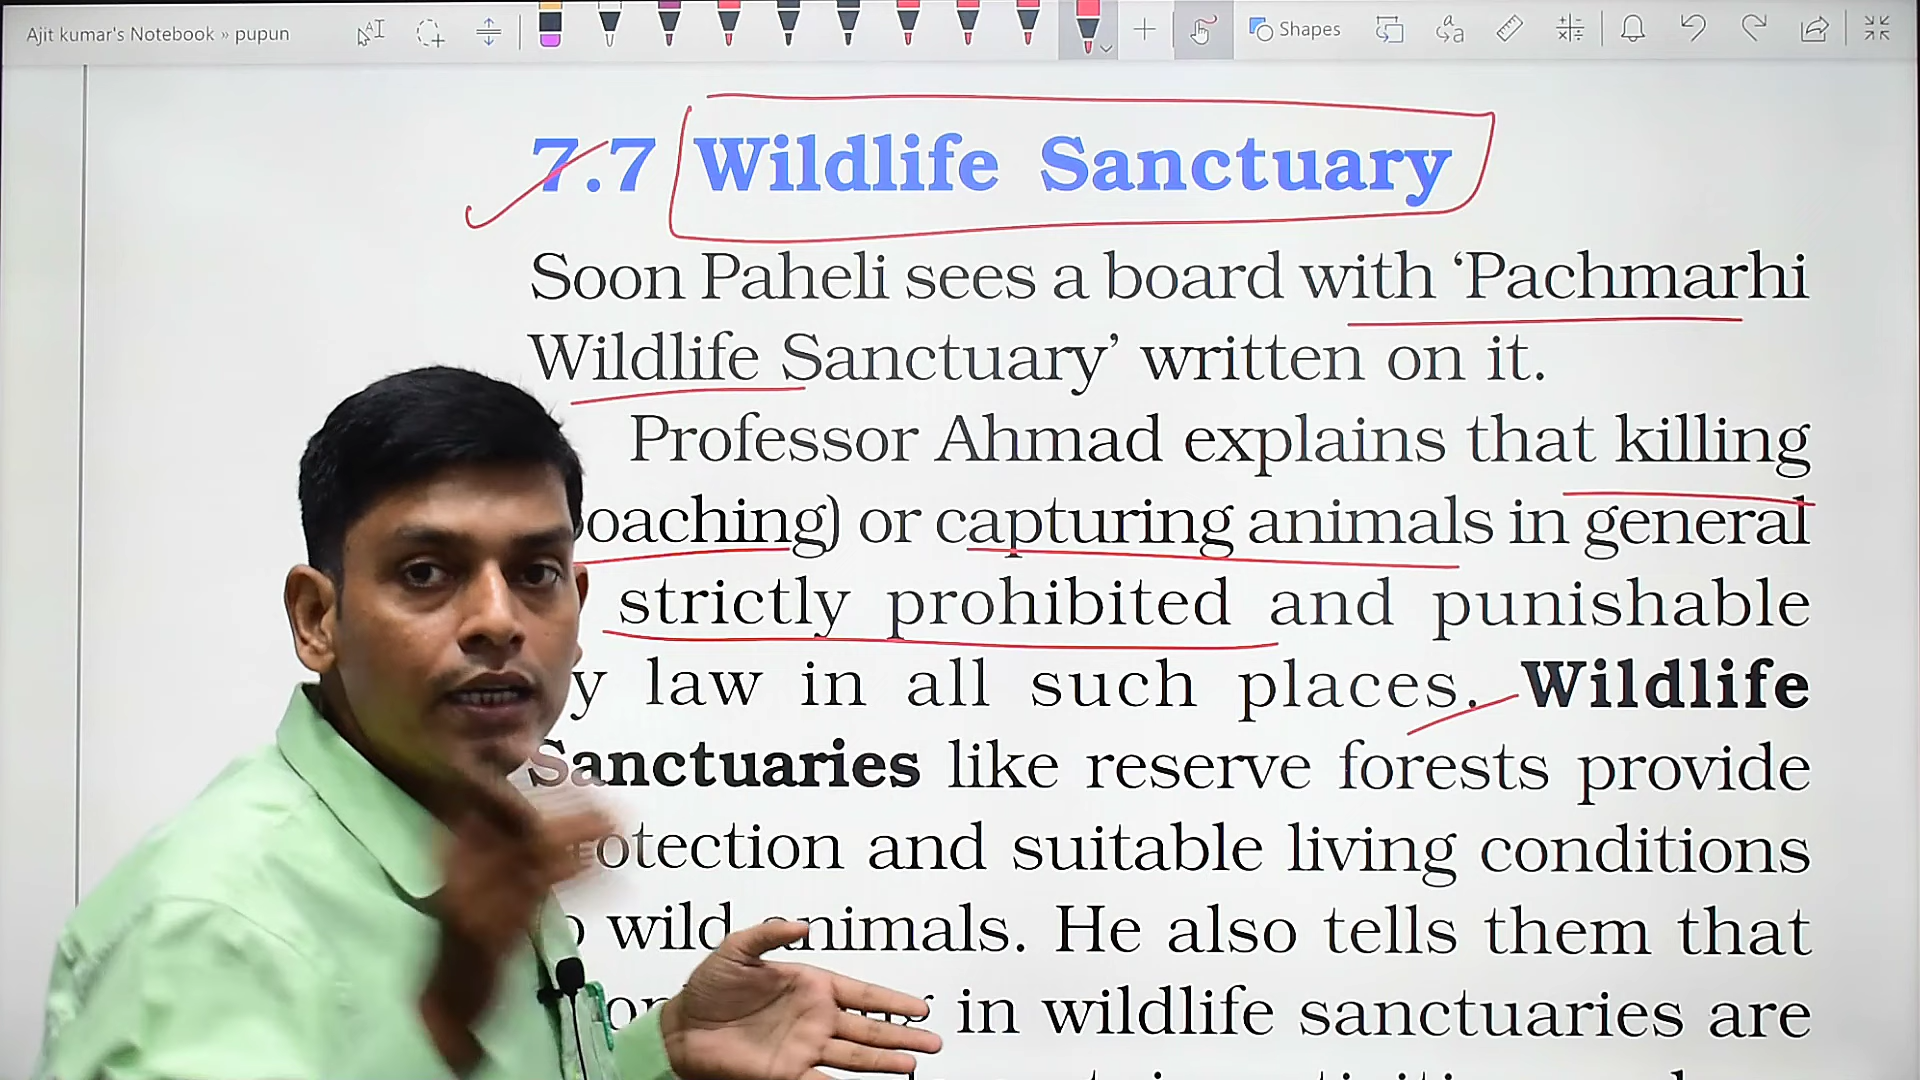 Ajit kumar's Notebook » pupun
Shapes
7.7 Wildlife Sanctuary
Soon Paheli sees a board with ‘Pachmarhi
Wildlife Sanctuary’ written on it.
Professor Ahmad explains that killing
oaching) or capturing animals in general
strictly prohibited and punishable
y law in all such places. Wildlife
Sanctuaries like reserve forests provide
otection and suitable living conditions
wild animals. He also tells them that
in wildlife sanctuaries are